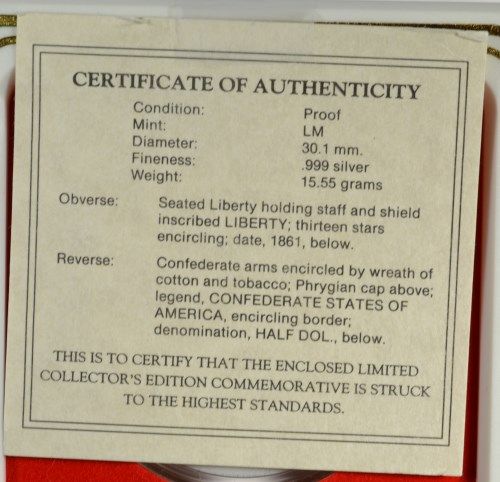 CERTIFICATE OF AUTHENTICITY
Condition: Proof
Mint: LM
Diameter: 30.1 mm.
Fineness: .999 silver
Weight: 15.55 grams
Obverse: Seated Liberty holding staff and shield
inscribed LIBERTY; thirteen stars
encircling; date, 1861, below.
Reverse: Confederate arms encircled by wreath of
cotton and tobacco; Phrygian cap above;
legend, CONFEDERATE STATES OF
AMERICA, encircling border;
denomination, HALF DOL., below.
THIS IS TO CERTIFY THAT THE ENCLOSED LIMITED
COLLECTOR'S EDITION COMMEMORATIVE IS STRUCK
TO THE HIGHEST STANDARDS.